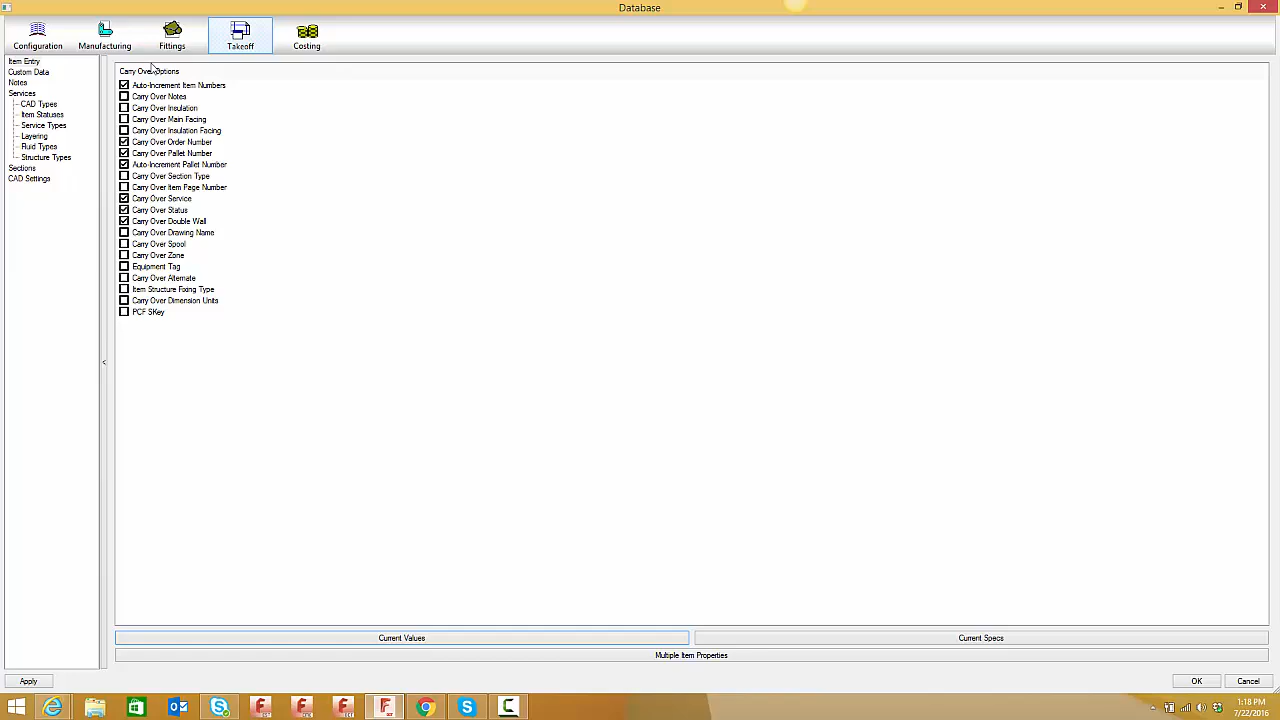 Database
Configuration
Manufacturing
Fittings
Takeoff
Costing
Item Entry
Custom Data
Notes
Services
CAD Types
Item Statuses
Service Types
Layering
Fluid Types
Structure Types
Sections
CAD Settings
Carry Over Options
Auto-Increment Item Numbers
Carry Over Notes
Carry Over Insulation
Carry Over Main Facing
Carry Over Insulation Facing
Carry Over Order Number
Carry Over Pallet Number
Auto-Increment Pallet Number
Carry Over Section Type
Carry Over Item Page Number
Carry Over Service
Carry Over Status
Carry Over Double Wall
Carry Over Drawing Name
Carry Over Spool
Carry Over Zone
Equipment Tag
Carry Over Alternate
Item Structure Fixing Type
Carry Over Dimension Units
PCF SKey
<
Current Values
Current Specs
Multiple Item Properties
Apply
OK
Cancel
1:18 PM
7/22/2016